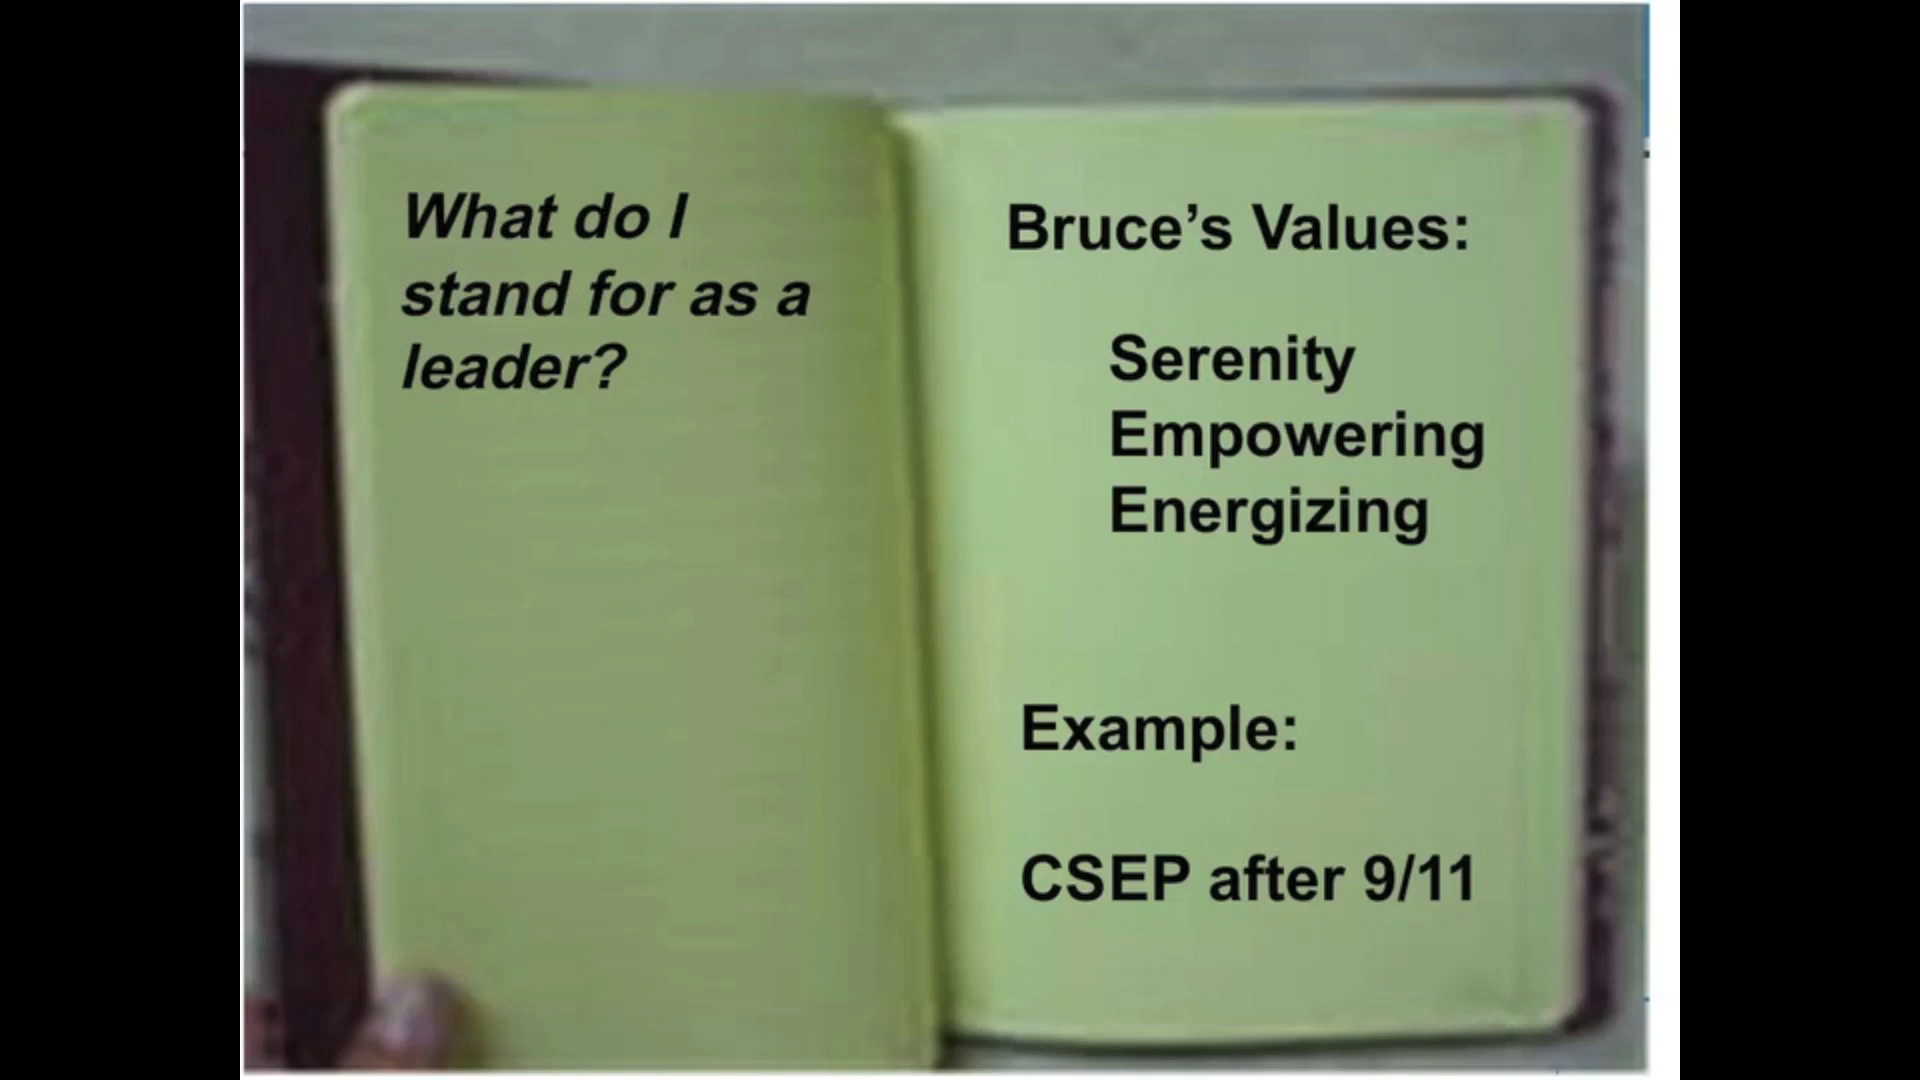 What do I
stand for as a
leader?
Bruce’s Values:
Serenity
Empowering
Energizing
Example:
CSEP after 9/11